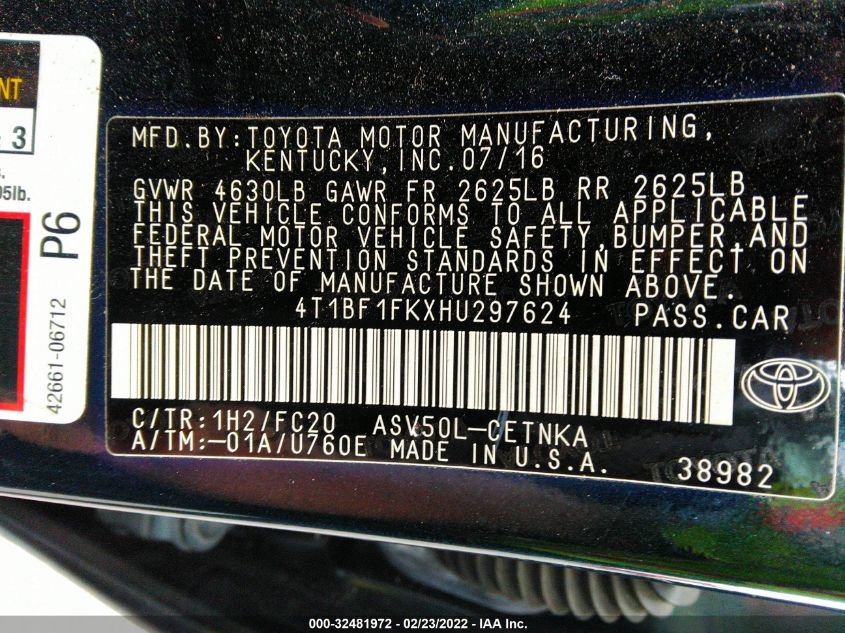 NT
3
s.
95lb.
P6
42661-06712
MFD.BY:TOYOTA MOTOR MANUFACTURING,
KENTUCKY,INC.07/16
GVWR 4630LB GAWR FR 2625LB RR 2625LB
THIS VEHICLE CONFORMS TO ALL APPLICABLE
FEDERAL MOTOR VEHICLE SAFETY,BUMPER,AND
THEFT PREVENTION STANDARDS IN EFFECT ON
THE DATE OF MANUFACTURE SHOWN ABOVE.
4T1BF1FKXHU297624 PASS.CAR
C/TR:1H2/FC20 ASV50L-CETNKA
A/TM:-01A/U760E MADE IN U.S.A.
38982
000-32481972 - 02/23/2022 - IAA Inc.